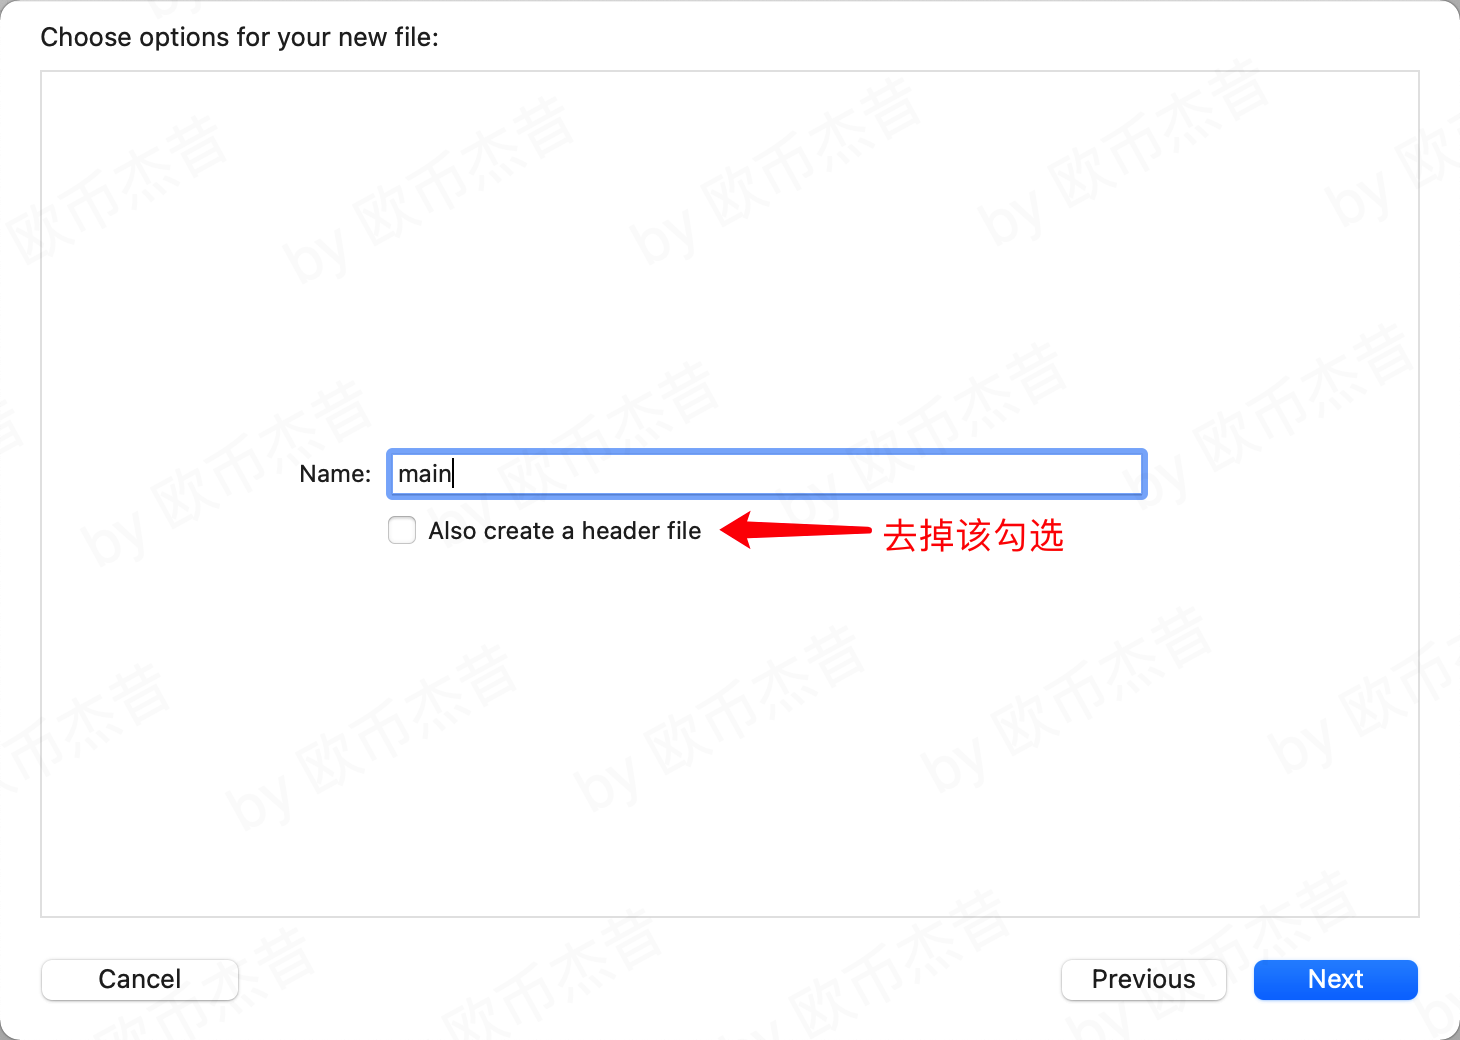 Choose options for your new file:
Name: main
Also create a header file 去掉该勾选
Cancel Previous Next
by 欧币杰昔